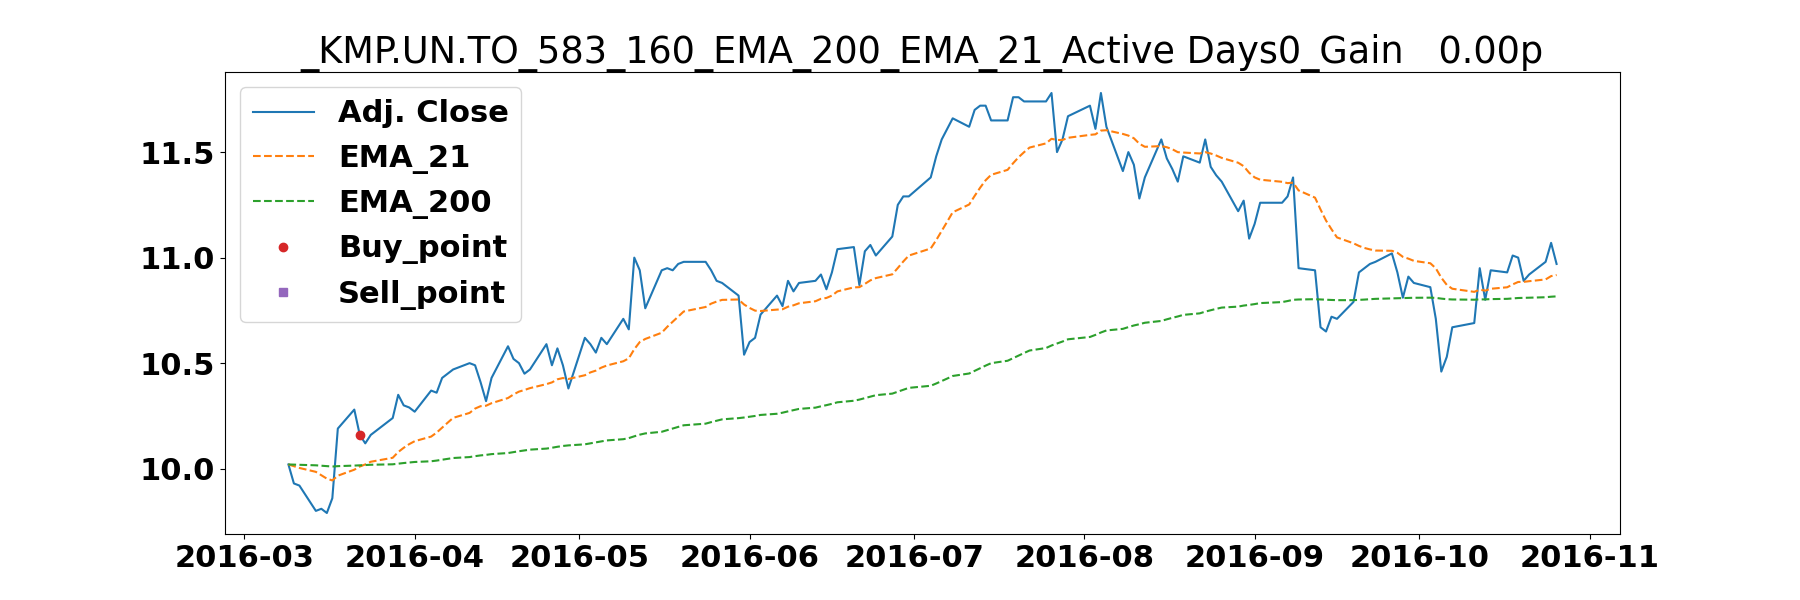 _KMP.UN.TO_583_160_EMA_200_EMA_21_Active Days0_Gain   0.00p
Adj. Close
EMA_21
EMA_200
Buy_point
Sell_point
11.5
11.0
10.5
10.0
2016-03 2016-04 2016-05 2016-06 2016-07 2016-08 2016-09 2016-10 2016-11